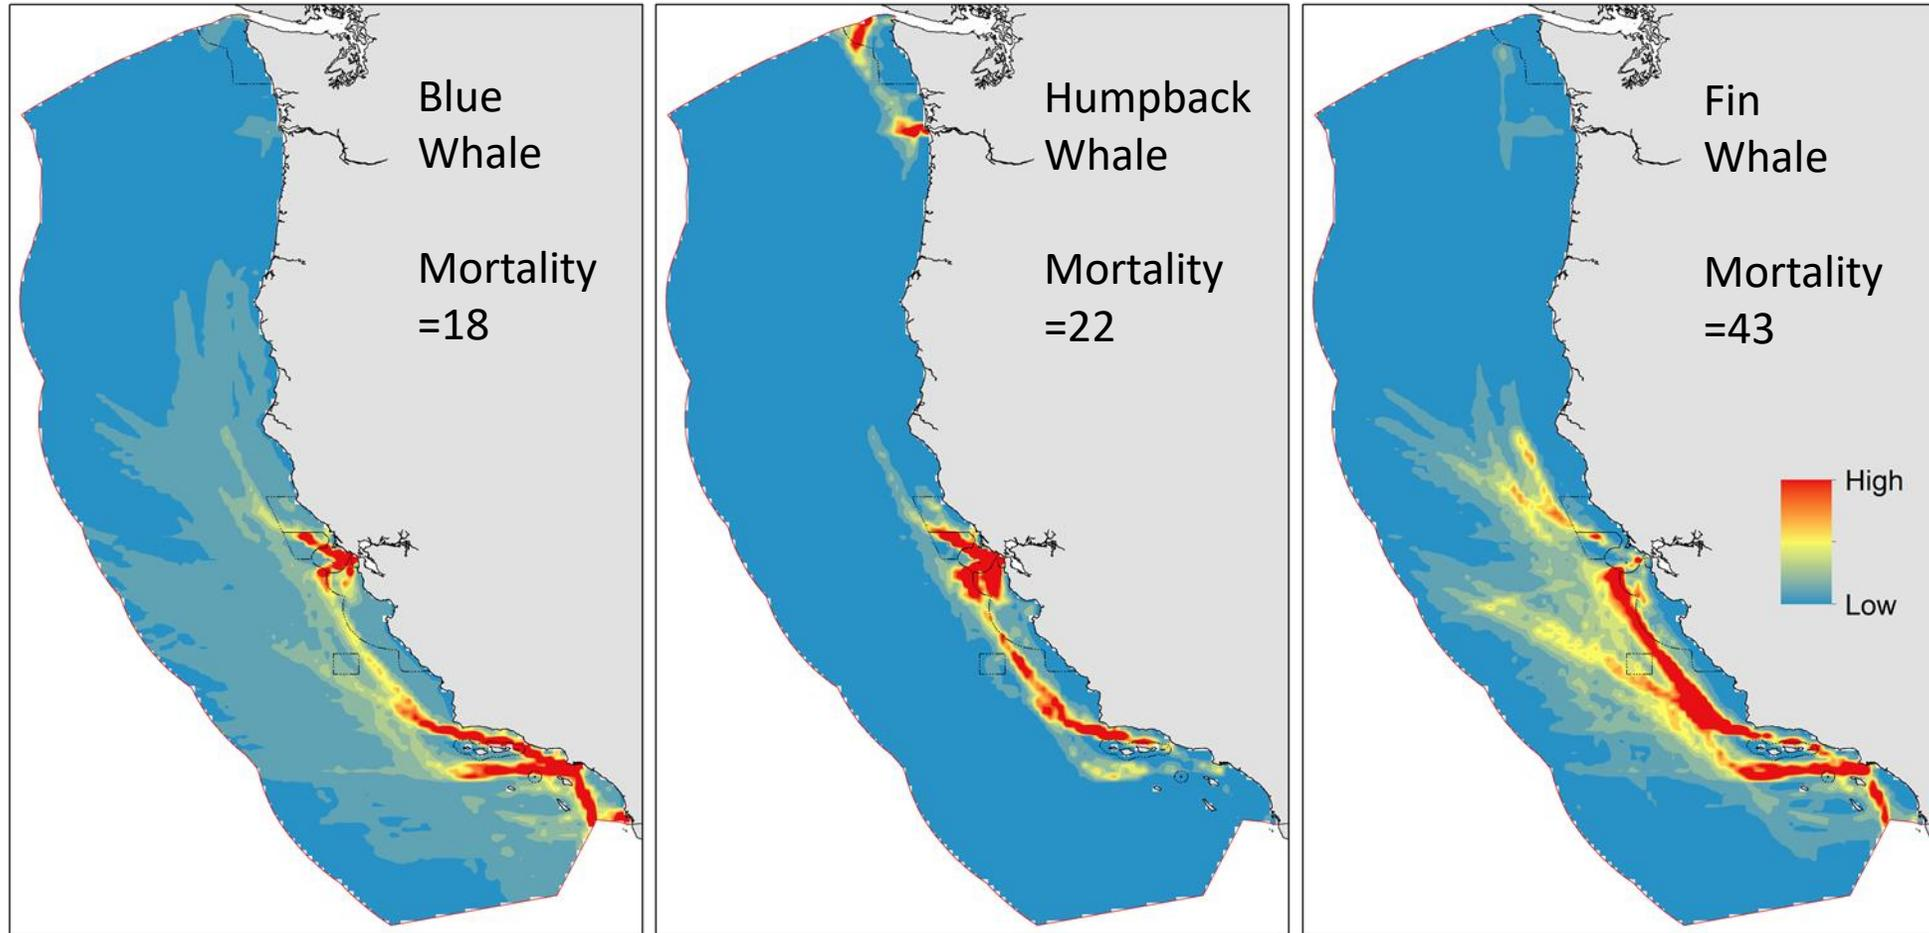 Blue
Whale
Mortality
=18
Humpback
Whale
Mortality
=22
Fin
Whale
Mortality
=43
High
Low